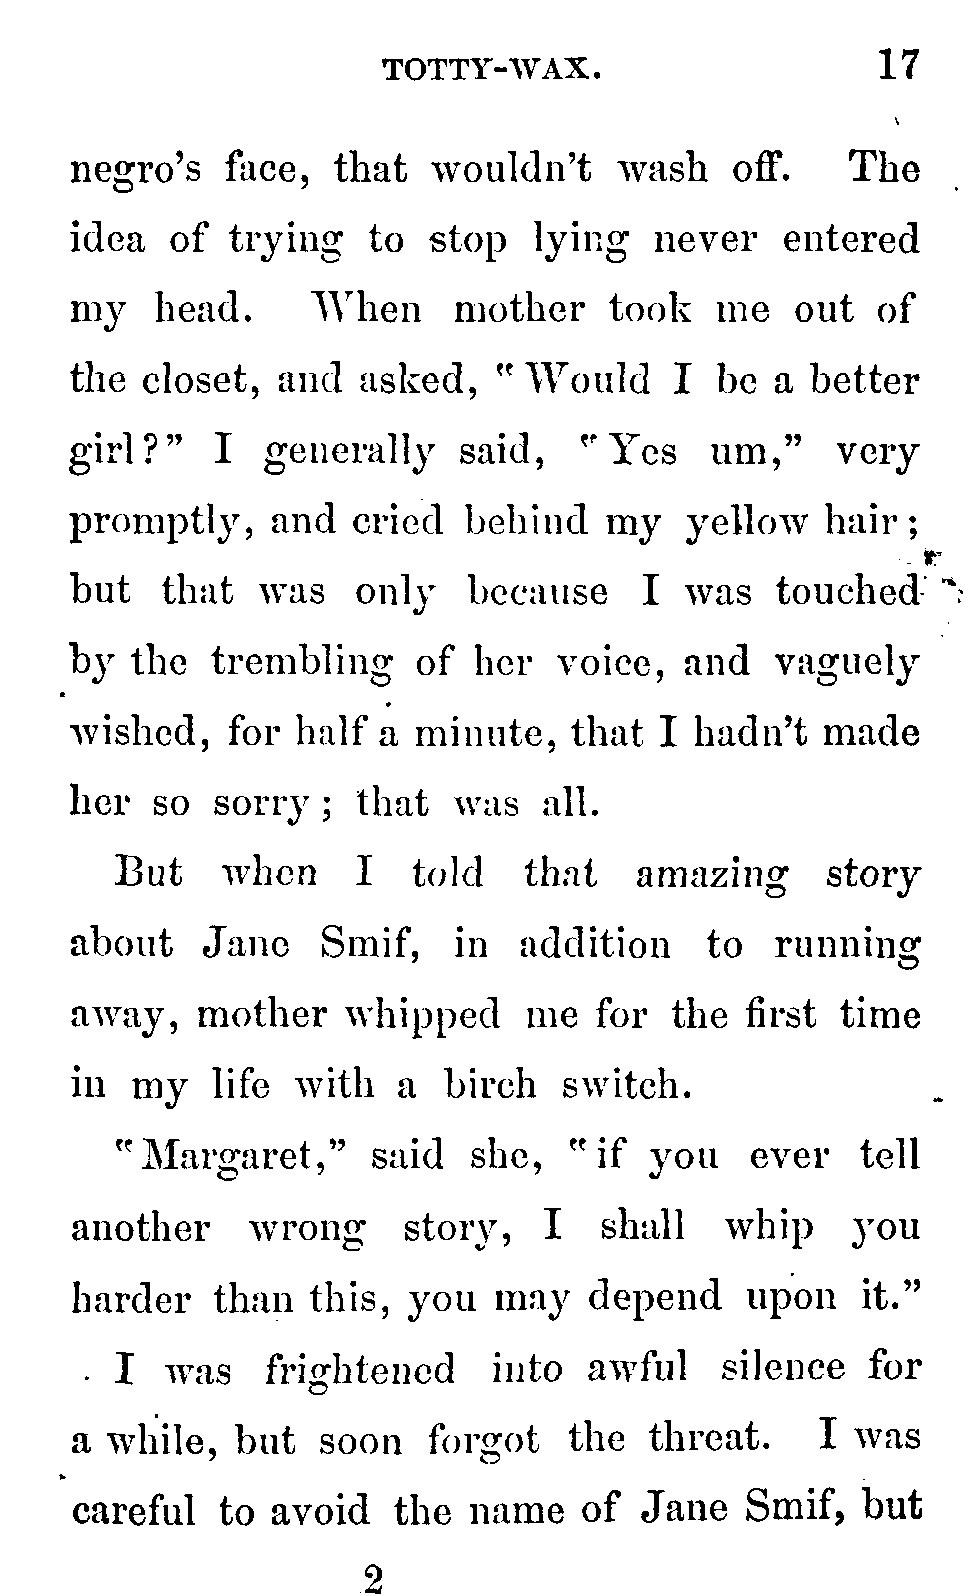 TOTTY-WAX. 17
negro's face, that wouldn't wash off. The
idea of trying to stop lying never entered
my head. When mother took me out of
the closet, and asked, "Would I be a better
girl?" I generally said, "Yes um," very
promptly, and cried behind my yellow hair;
but that was only because I was touched
by the trembling of her voice, and vaguely
wished, for half a minute, that I hadn't made
her so sorry; that was all.
But when I told that amazing story
about Jane Smif, in addition to running
away, mother whipped me for the first time
in my life with a birch switch.
"Margaret," said she, "if you ever tell
another wrong story, I shall whip you
harder than this, you may depend upon it."
I was frightened into awful silence for
a while, but soon forgot the threat. I was
careful to avoid the name of Jane Smif, but
2